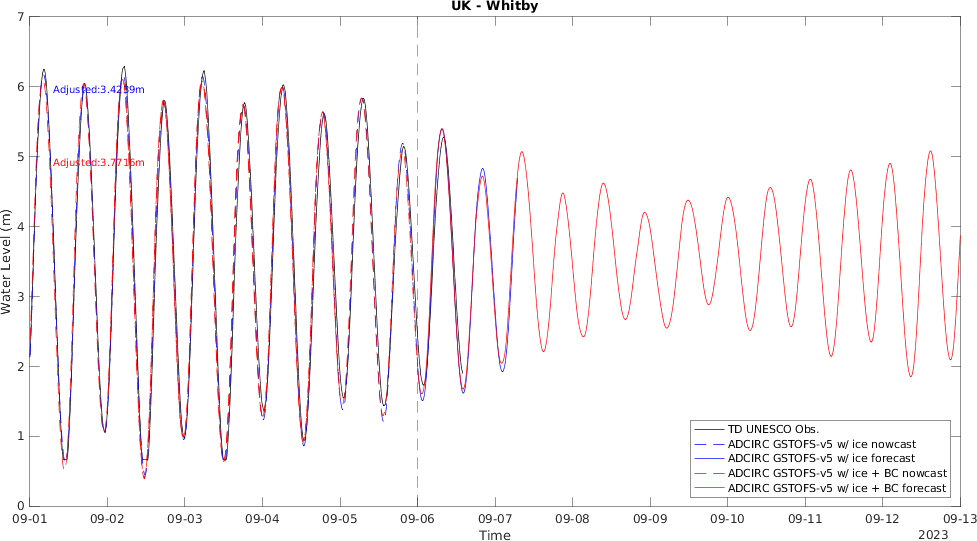 UK - Whitby
Water Level (m)
7
6
5
4
3
2
1
0
Adjusted:3.4239m
Adjusted:3.7716m
TD UNESCO Obs.
ADCIRC GSTOFS-v5 w/ ice nowcast
ADCIRC GSTOFS-v5 w/ ice forecast
ADCIRC GSTOFS-v5 w/ ice + BC nowcast
ADCIRC GSTOFS-v5 w/ ice + BC forecast
09-01 09-02 09-03 09-04 09-05 09-06 09-07 09-08 09-09 09-10 09-11 09-12 09-13
Time
2023